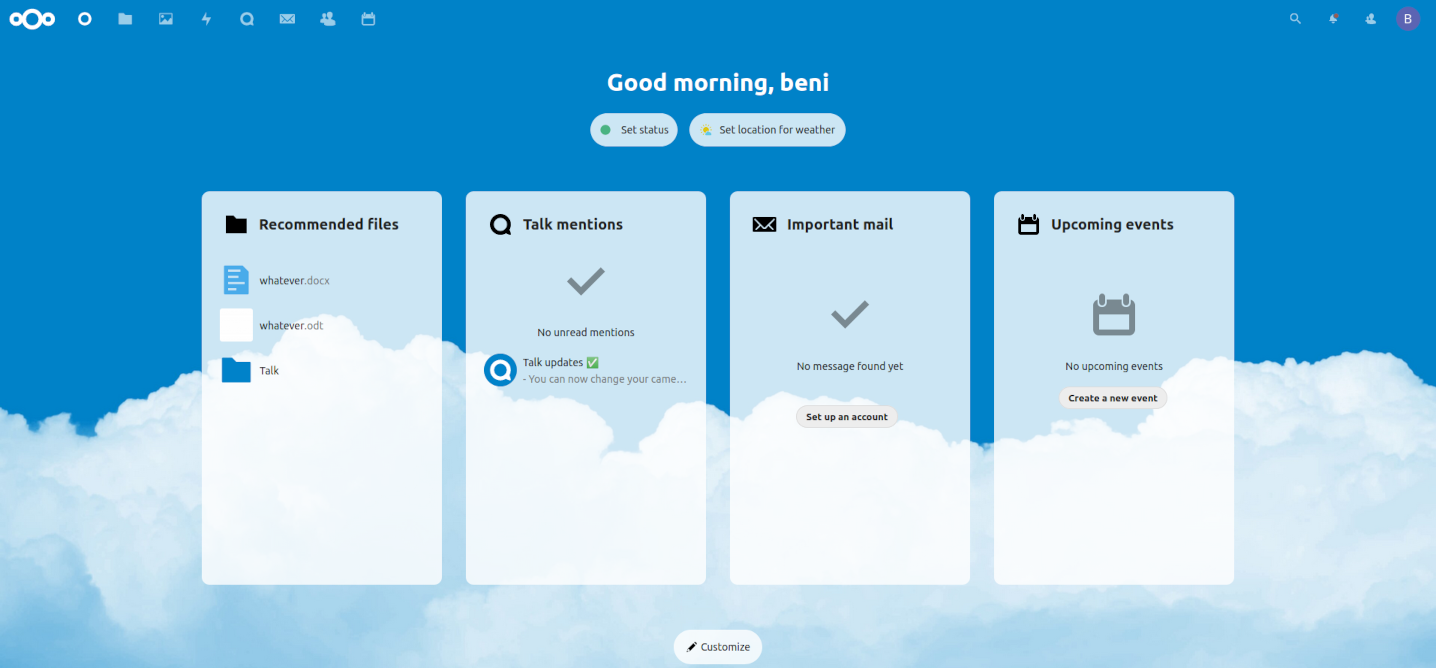 B
Good morning, beni
Set status
Set location for weather
Recommended files
whatever.docx
whatever.odt
Talk
Talk mentions
No unread mentions
Talk updates ✅
- You can now change your came…
Important mail
No message found yet
Set up an account
Upcoming events
No upcoming events
Create a new event
Customize